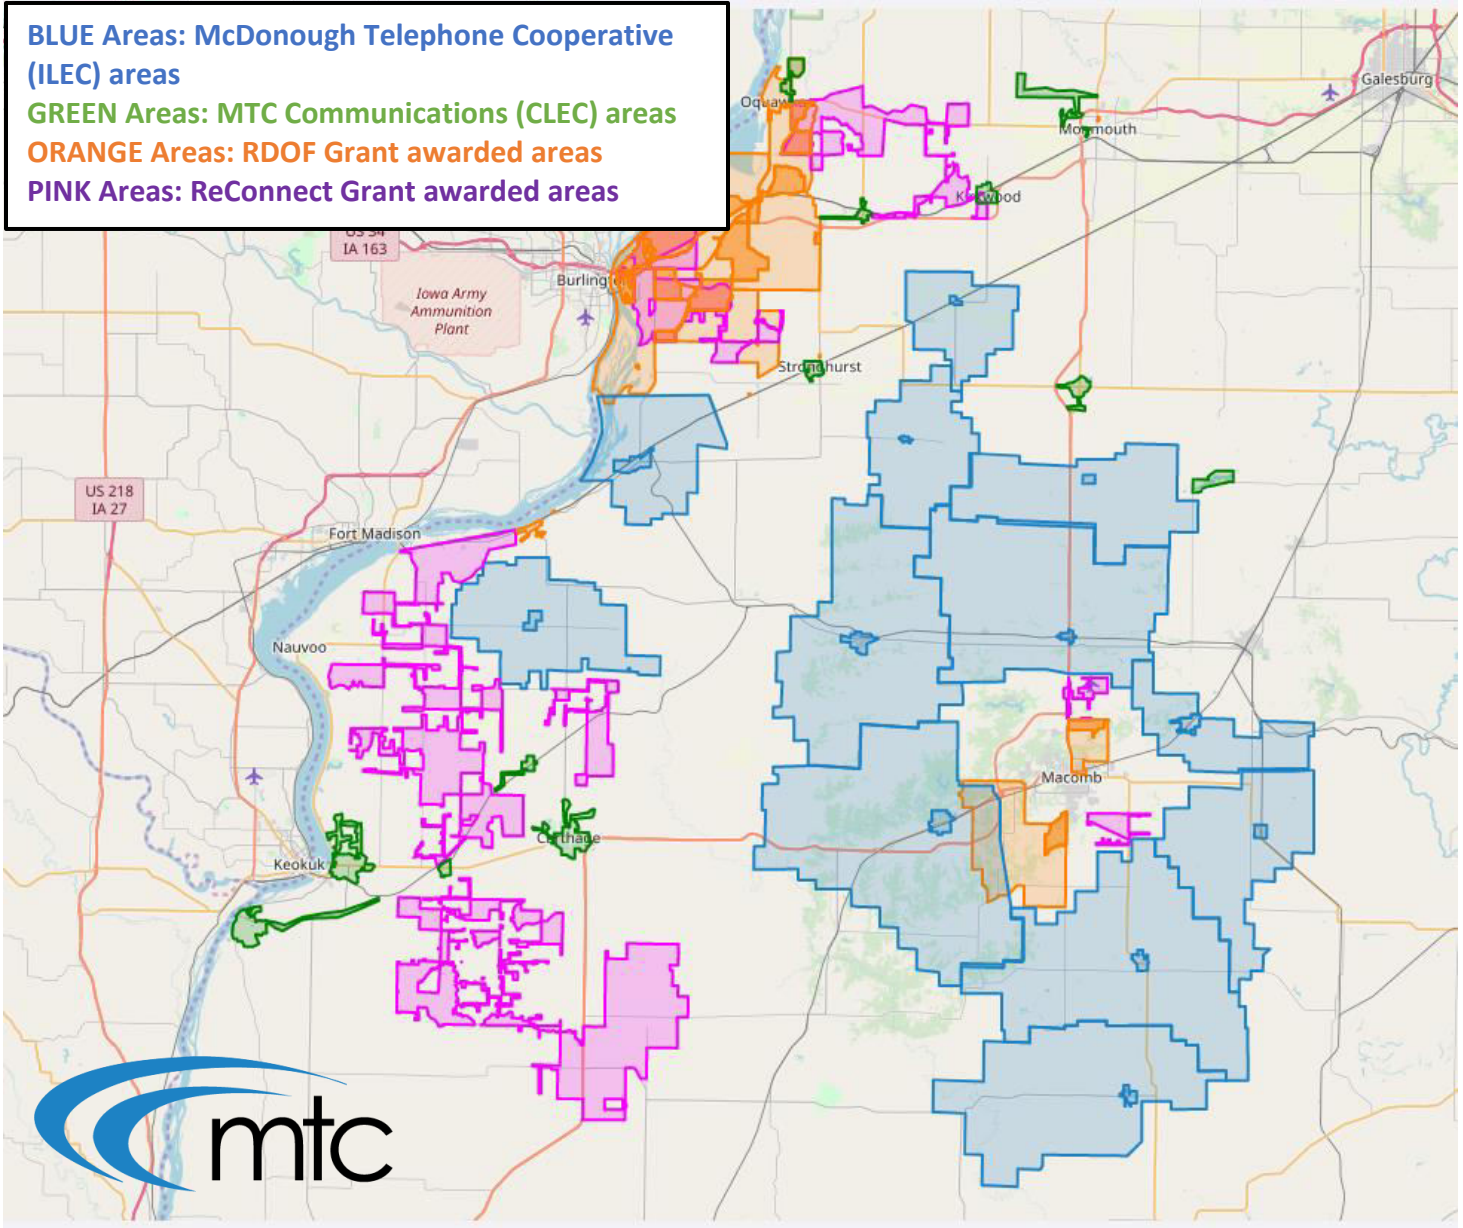 BLUE Areas: McDonough Telephone Cooperative
(ILEC) areas
GREEN Areas: MTC Communications (CLEC) areas
ORANGE Areas: RDOF Grant awarded areas
PINK Areas: ReConnect Grant awarded areas
Galesburg
Monmouth
US 34
IA 163
Iowa Army
Ammunition
Plant
US 218
IA 27
Fort Madison
Nauvoo
Macomb
Keokuk
mtc